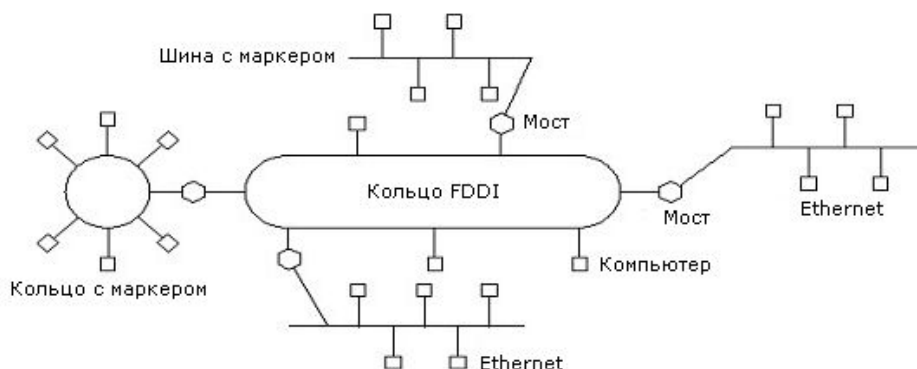 Шина с маркером
Мост
Кольцо FDDI
Мост
Ethernet
Компьютер
Кольцо с маркером
Ethernet